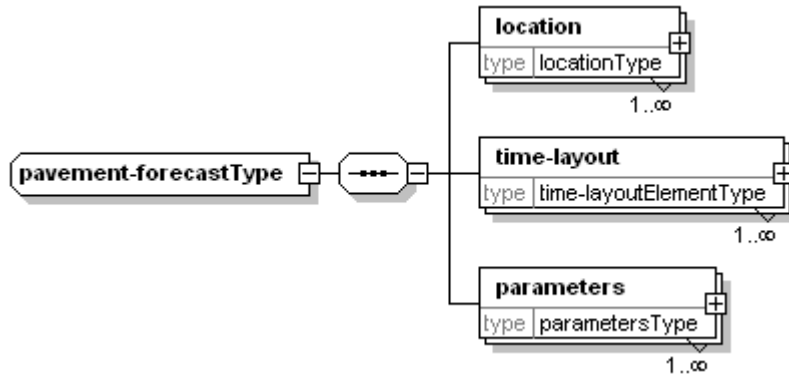 location
type locationType
1..∞
pavement-forecastType
time-layout
type time-layoutElementType
1..∞
parameters
type parametersType
1..∞